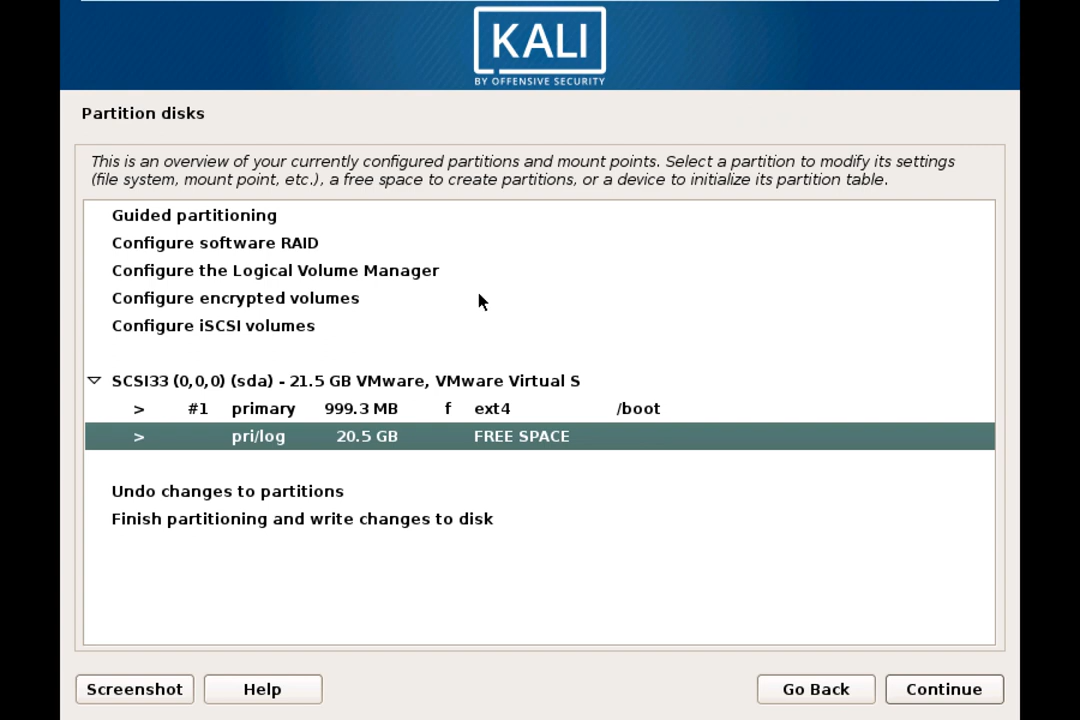 KALI
BY OFFENSIVE SECURITY
Partition disks
This is an overview of your currently configured partitions and mount points. Select a partition to modify its settings
(file system, mount point, etc.), a free space to create partitions, or a device to initialize its partition table.
Guided partitioning
Configure software RAID
Configure the Logical Volume Manager
Configure encrypted volumes
Configure iSCSI volumes
SCSI33 (0,0,0) (sda) - 21.5 GB VMware, VMware Virtual S
> #1 primary 999.3 MB f ext4 /boot
> pri/log 20.5 GB FREE SPACE
Undo changes to partitions
Finish partitioning and write changes to disk
Screenshot Help Go Back Continue